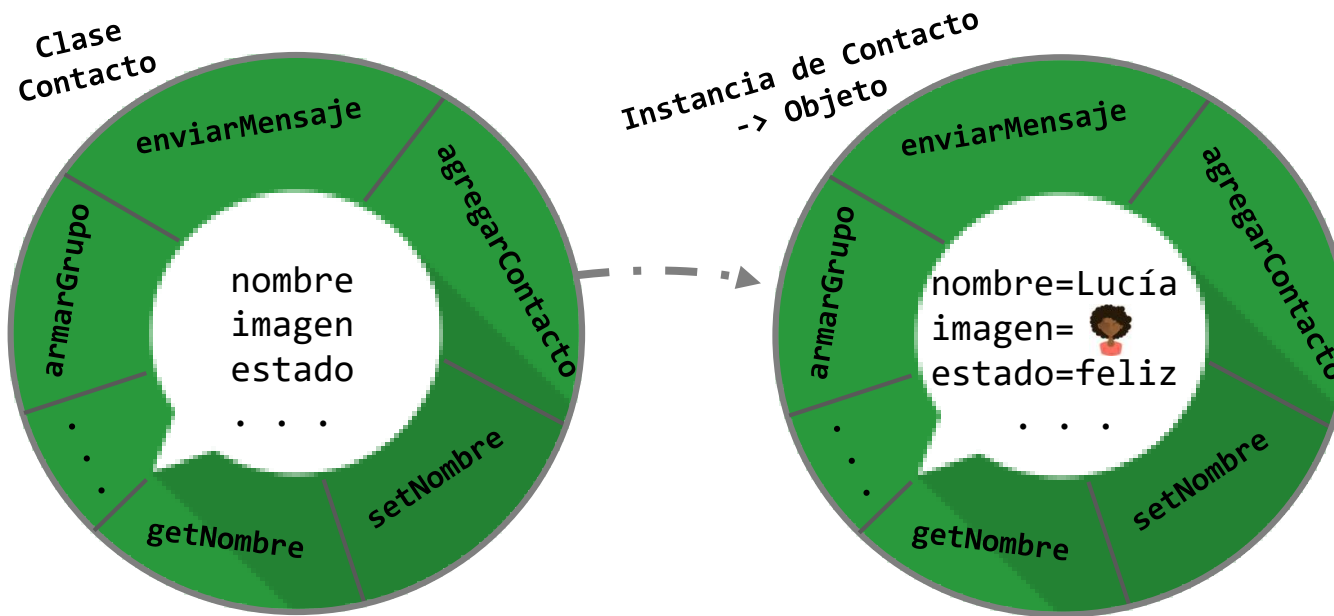 Clase
Contacto
enviarMensaje
agregarContacto
armarGrupo
nombre
imagen
estado
. . .
. . .
getNombre
setNombre
Instancia de Contacto
-> Objeto
enviarMensaje
agregarContacto
armarGrupo
nombre=Lucía
imagen=
estado=feliz
. . .
. . .
getNombre
setNombre